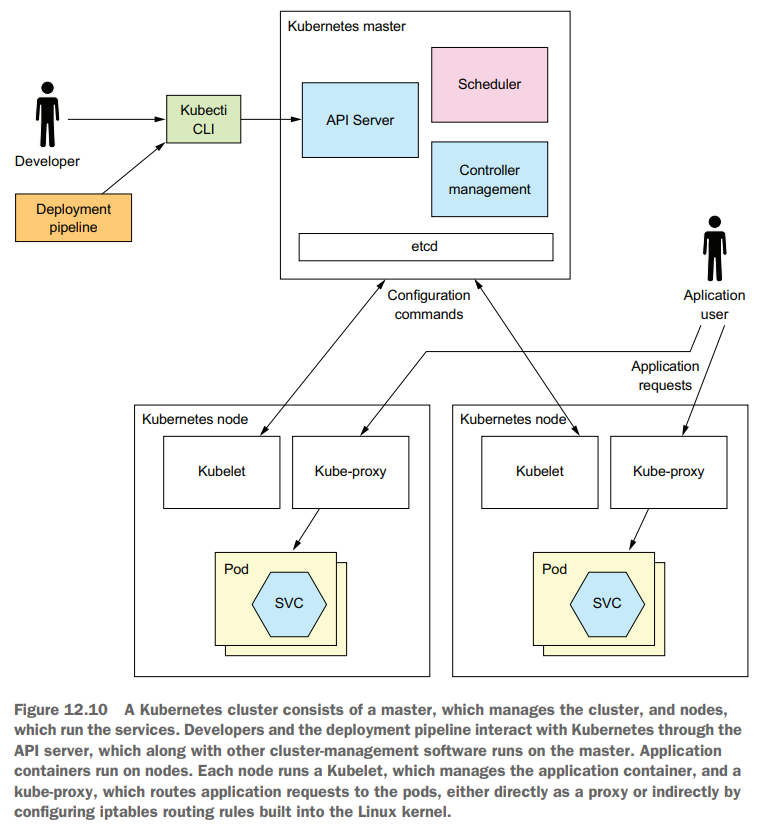 Kubernetes master
Scheduler
Kubecti
CLI
API Server
Developer
Controller
management
Deployment
pipeline
etcd
Configuration
commands
Aplication
user
Application
requests
Kubernetes node
Kubelet
Kube-proxy
Pod
SVC
Kubernetes node
Kubelet
Kube-proxy
Pod
SVC
Figure 12.10 A Kubernetes cluster consists of a master, which manages the cluster, and nodes,
which run the services. Developers and the deployment pipeline interact with Kubernetes through the
API server, which along with other cluster-management software runs on the master. Application
containers run on nodes. Each node runs a Kubelet, which manages the application container, and a
kube-proxy, which routes application requests to the pods, either directly as a proxy or indirectly by
configuring iptables routing rules built into the Linux kernel.